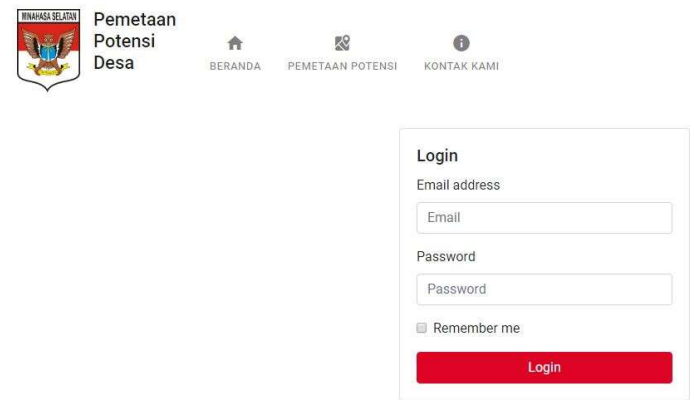 MINAHASA SELATAN
Pemetaan
Potensi
Desa
BERANDA
PEMETAAN POTENSI
KONTAK KAMI
Login
Email address
Email
Password
Password
Remember me
Login